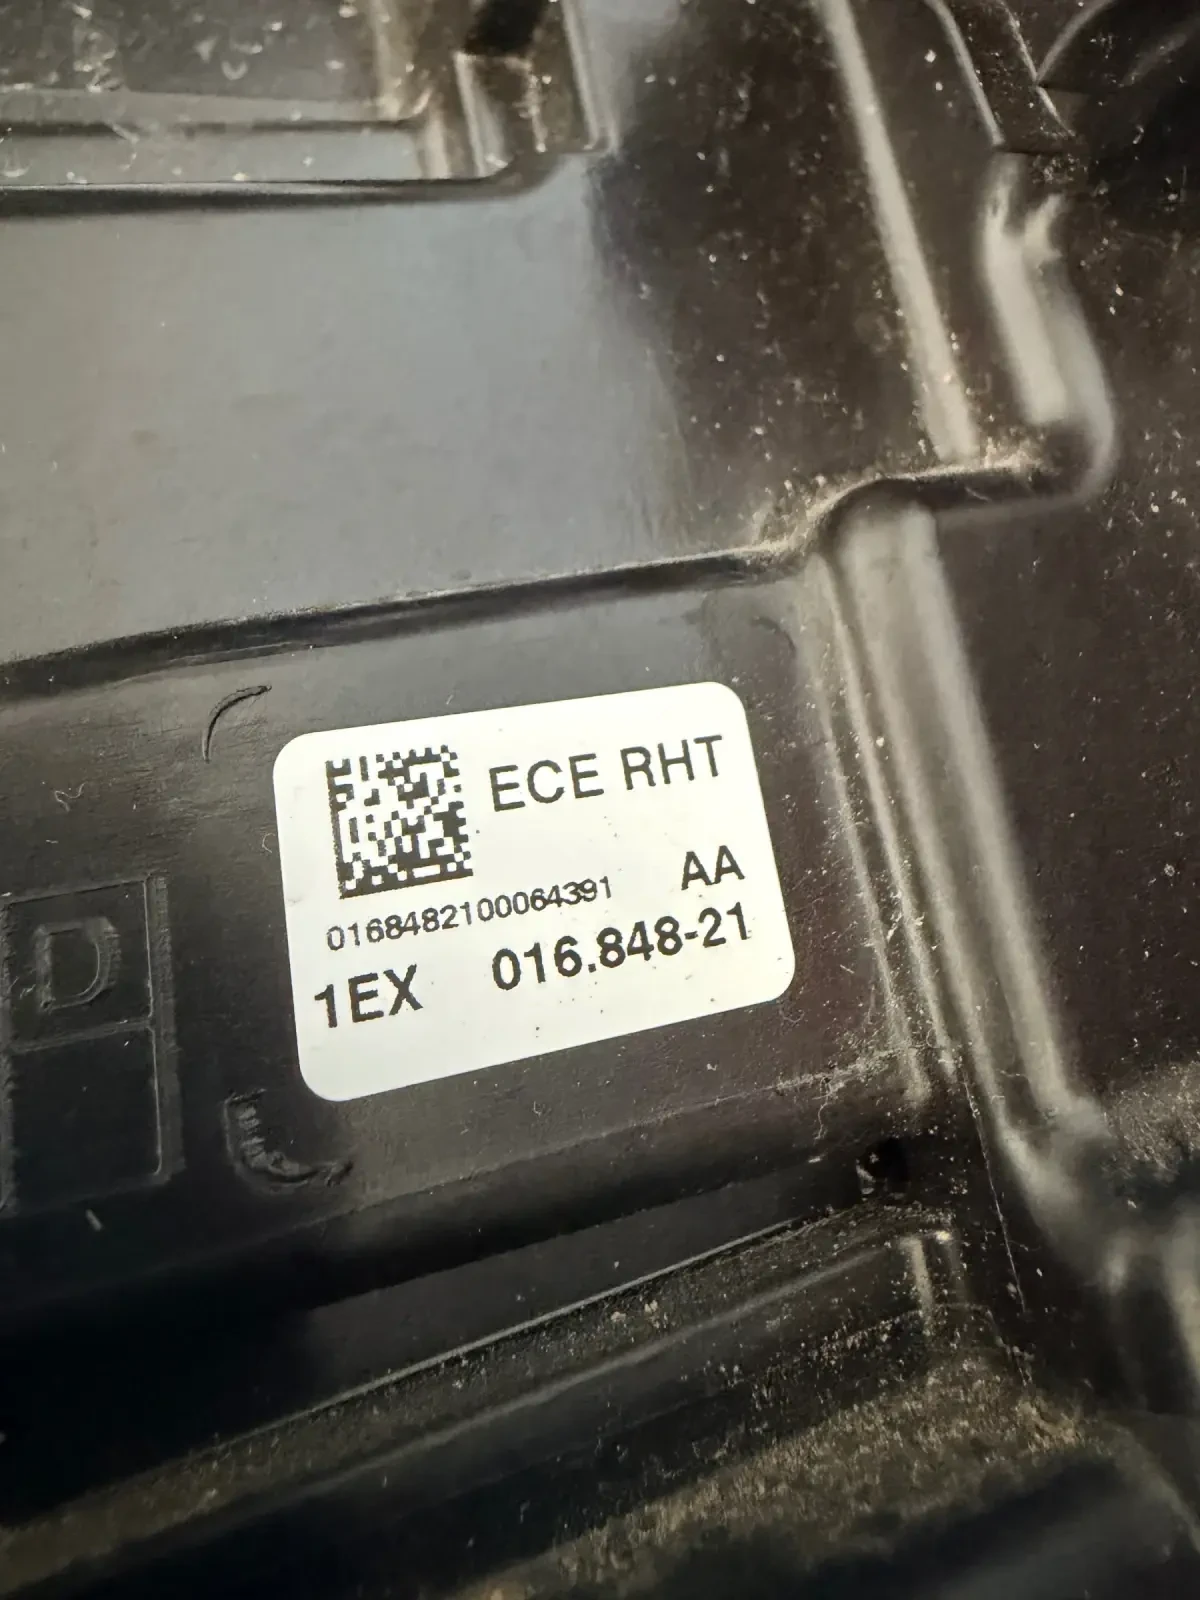 ECE RHT
0168482100064391 AA
1EX 016.848-21
D